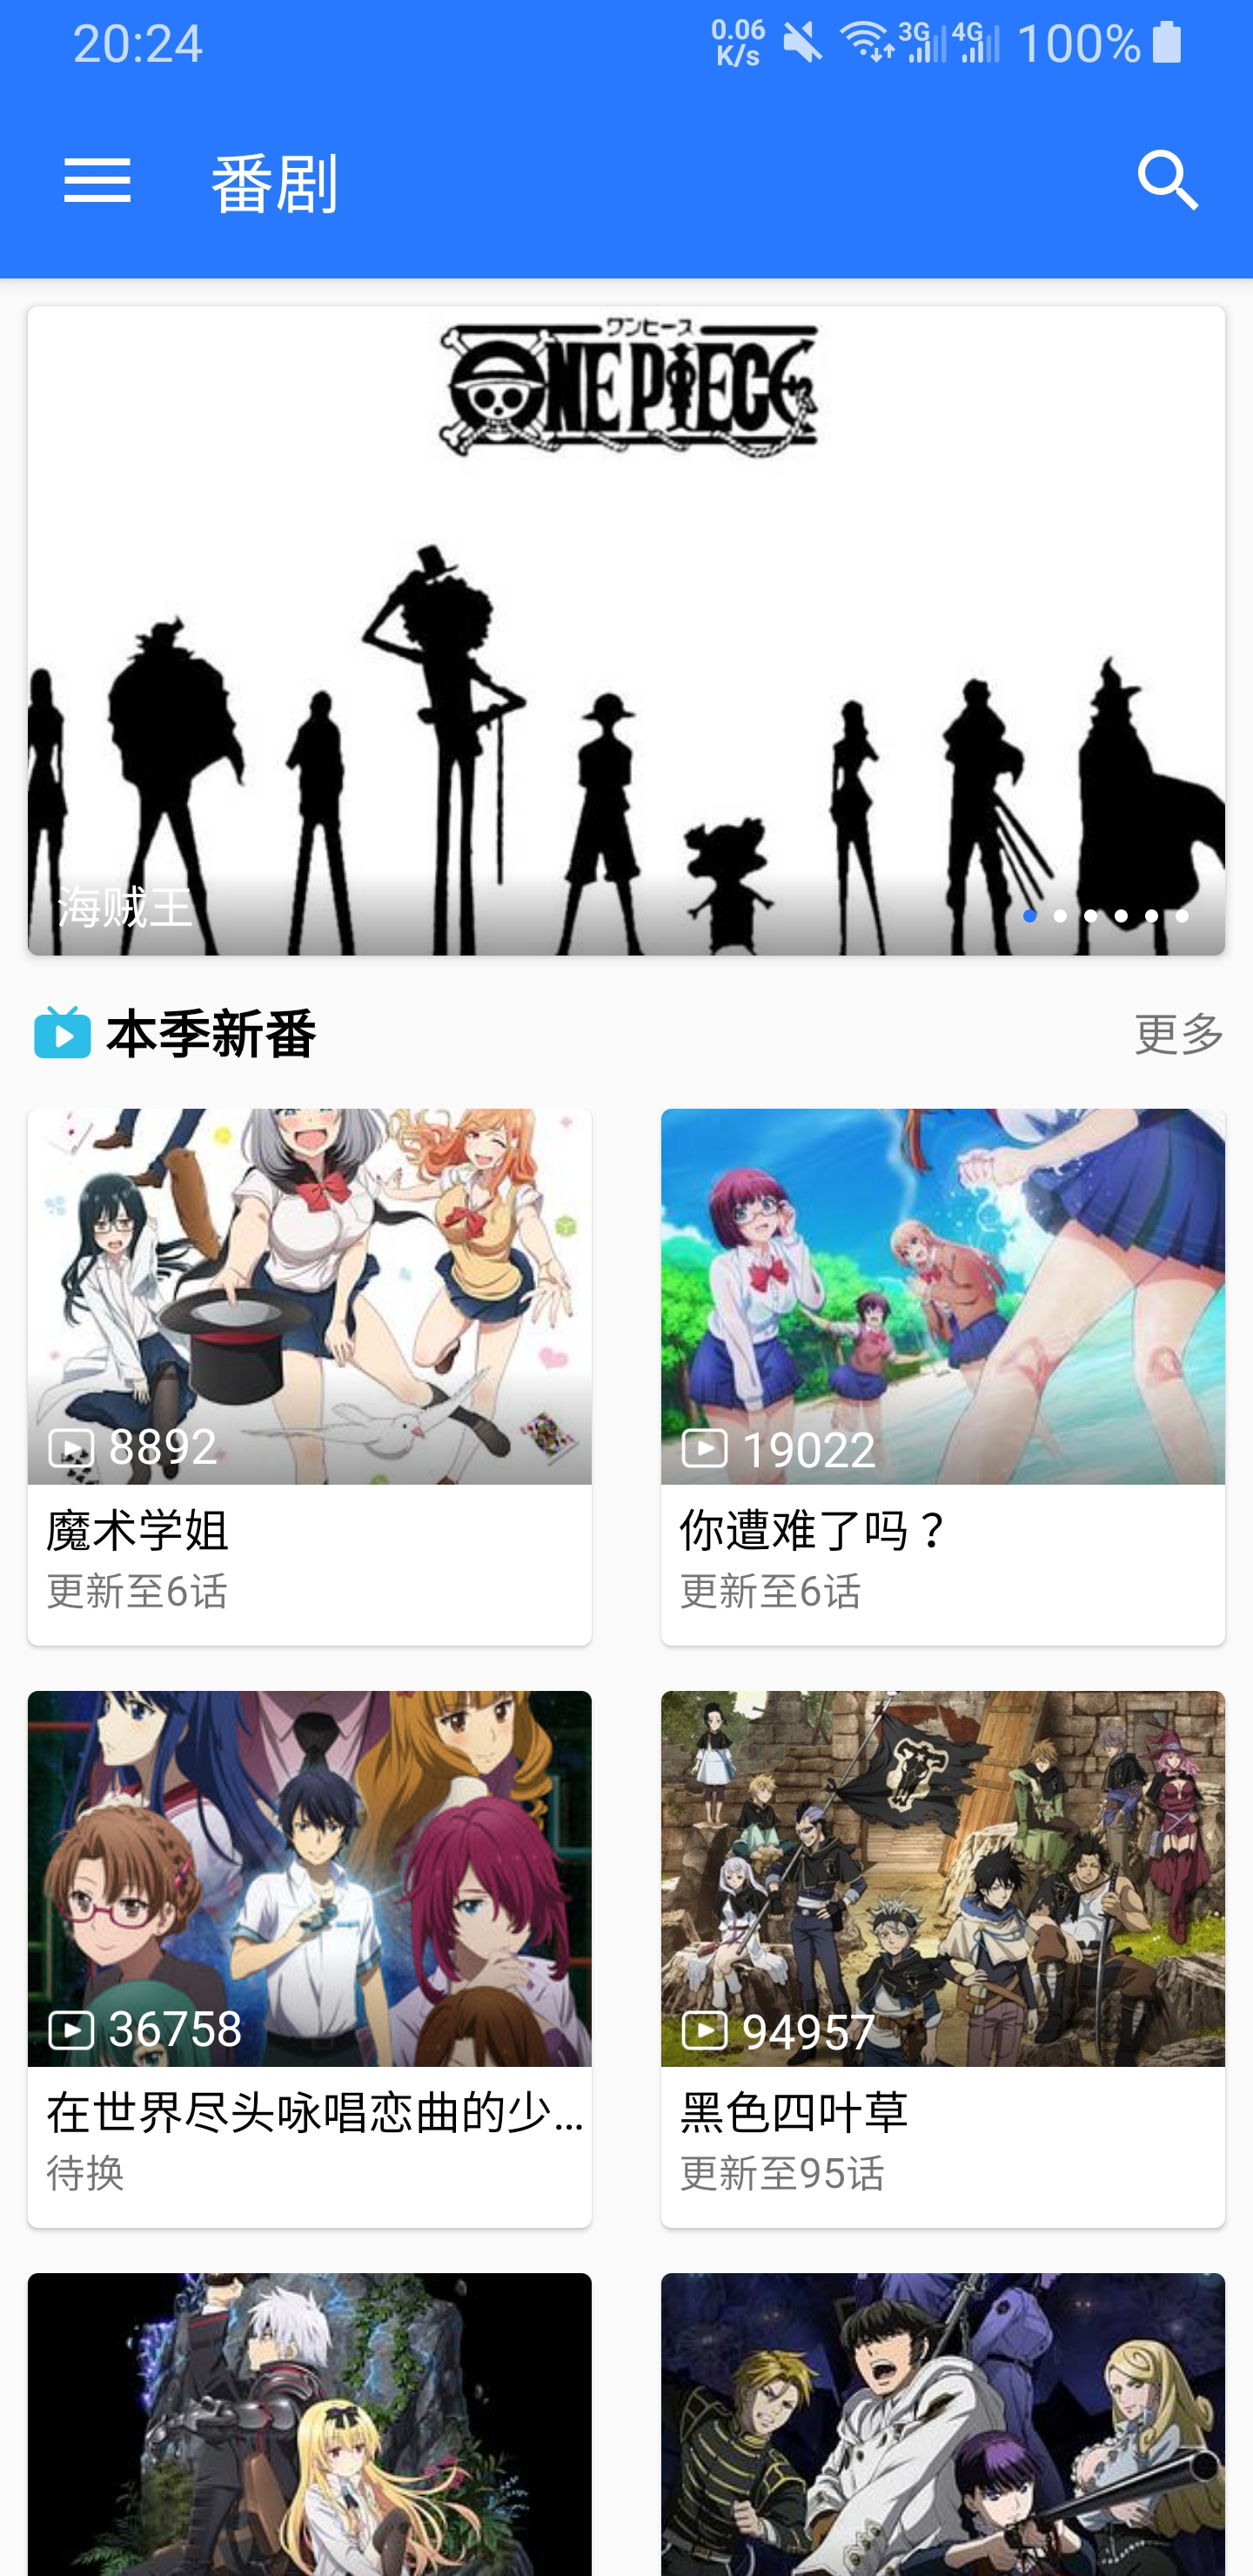 20:24
0.06
K/s
3G
4G
100%
番剧
ワンピース
ONE PIECE
海贼王
本季新番
更多
8892
19022
魔术学姐
你遭难了吗？
更新至6话
更新至6话
36758
94957
在世界尽头咏唱恋曲的少...
黑色四叶草
待换
更新至95话